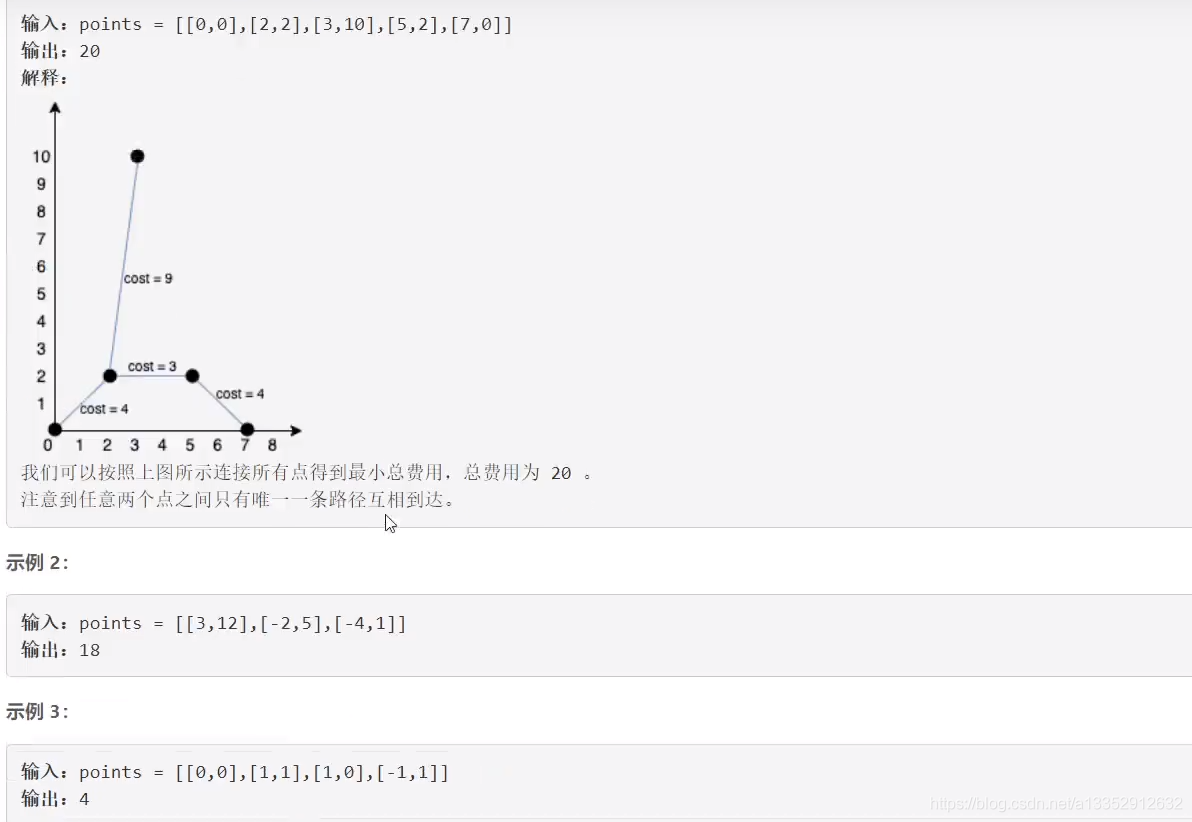 输入：points = [[0,0],[2,2],[3,10],[5,2],[7,0]]
输出：20
解释：
10
9
8
7
6
cost = 9
5
4
3
cost = 3
2
cost = 4
1
cost = 4
0 1 2 3 4 5 6 7 8
我们可以按照上图所示连接所有点得到最小总费用，总费用为 20 。
注意到任意两个点之间只有唯一一条路径互相到达。
示例 2：
输入：points = [[3,12],[-2,5],[-4,1]]
输出：18
示例 3：
输入：points = [[0,0],[1,1],[1,0],[-1,1]]
输出：4
https://blog.csdn.net/a13352912632